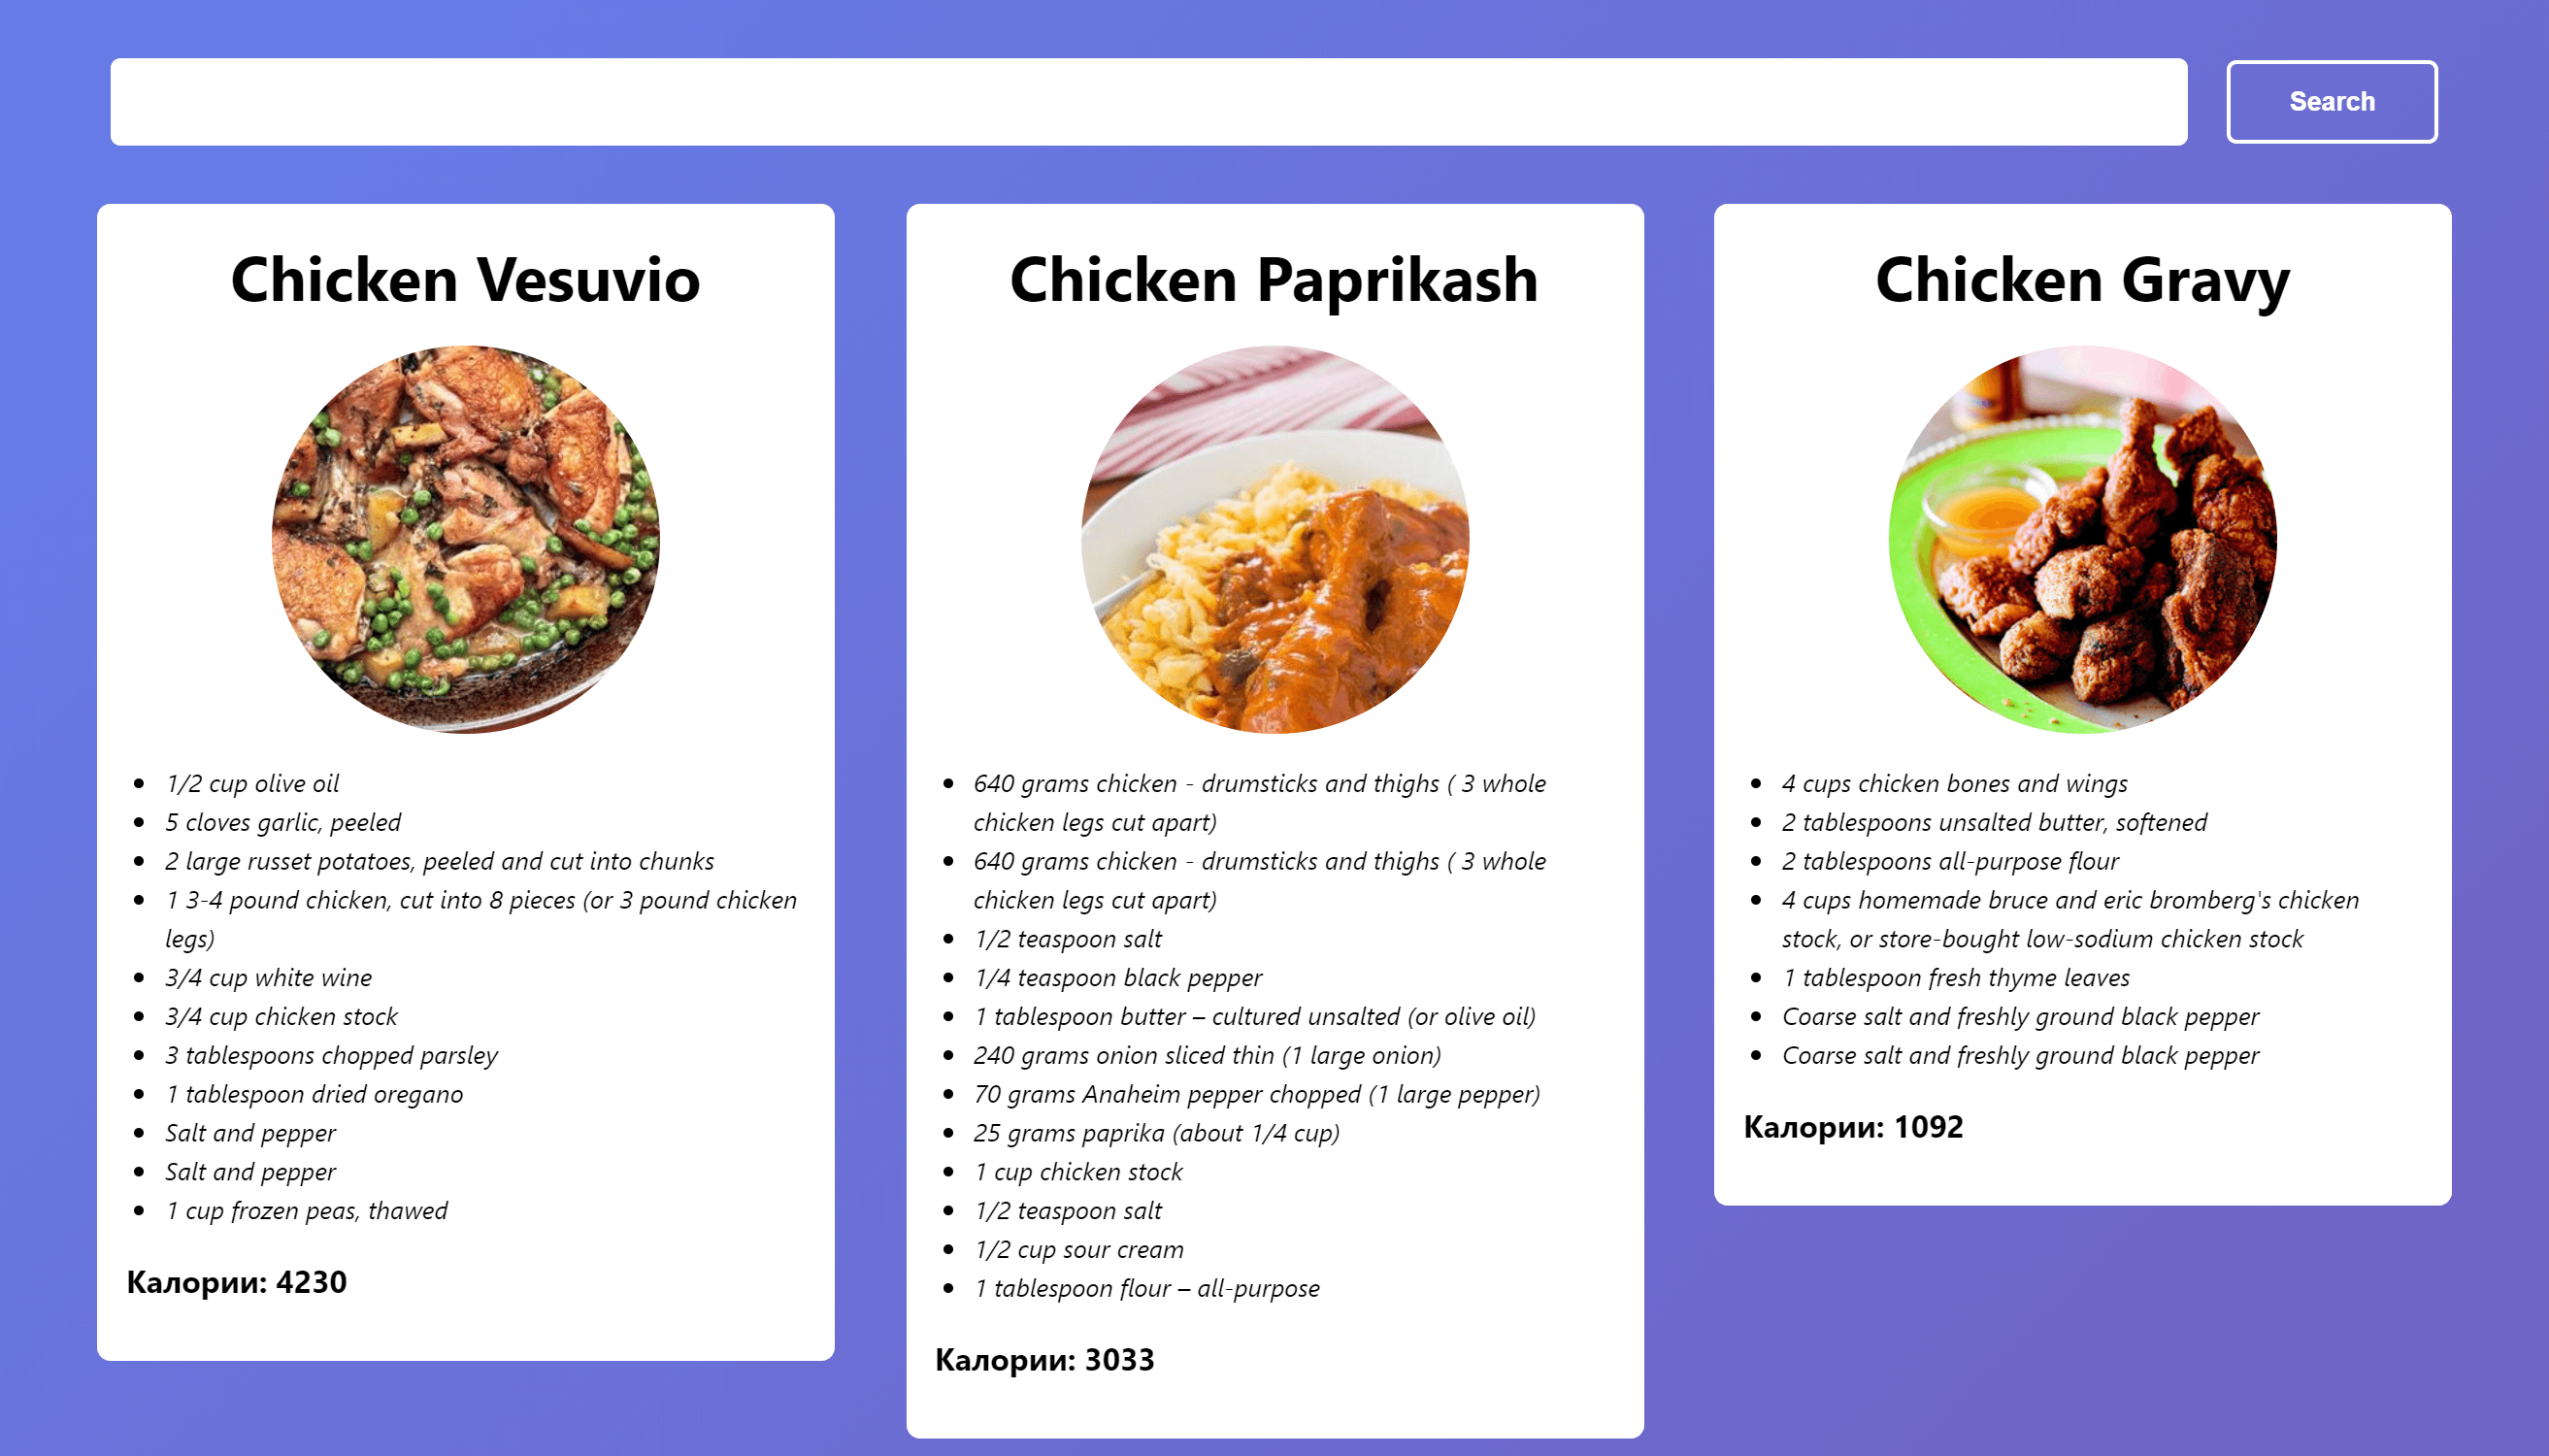 Search
Chicken Vesuvio
1/2 cup olive oil
5 cloves garlic, peeled
2 large russet potatoes, peeled and cut into chunks
1 3-4 pound chicken, cut into 8 pieces (or 3 pound chicken
legs)
3/4 cup white wine
3/4 cup chicken stock
3 tablespoons chopped parsley
1 tablespoon dried oregano
Salt and pepper
Salt and pepper
1 cup frozen peas, thawed
Калории: 4230
Chicken Paprikash
640 grams chicken - drumsticks and thighs ( 3 whole
chicken legs cut apart)
640 grams chicken - drumsticks and thighs ( 3 whole
chicken legs cut apart)
1/2 teaspoon salt
1/4 teaspoon black pepper
1 tablespoon butter – cultured unsalted (or olive oil)
240 grams onion sliced thin (1 large onion)
70 grams Anaheim pepper chopped (1 large pepper)
25 grams paprika (about 1/4 cup)
1 cup chicken stock
1/2 teaspoon salt
1/2 cup sour cream
1 tablespoon flour – all-purpose
Калории: 3033
Chicken Gravy
4 cups chicken bones and wings
2 tablespoons unsalted butter, softened
2 tablespoons all-purpose flour
4 cups homemade bruce and eric bromberg's chicken
stock, or store-bought low-sodium chicken stock
1 tablespoon fresh thyme leaves
Coarse salt and freshly ground black pepper
Coarse salt and freshly ground black pepper
Калории: 1092